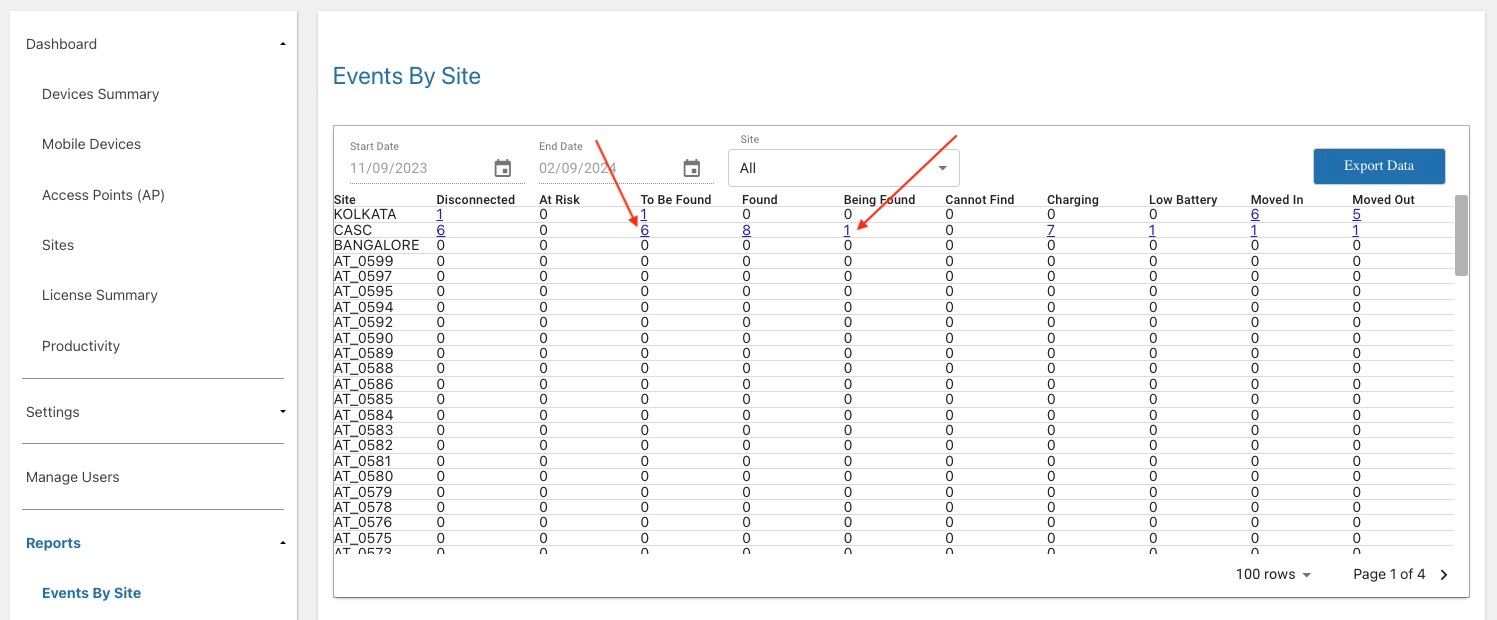 Dashboard
Devices Summary
Mobile Devices
Access Points (AP)
Sites
License Summary
Productivity
Settings
Manage Users
Reports
Events By Site
Events By Site
Start Date
11/09/2023
End Date
02/09/2024
Site
All
Export Data
Site Disconnected At Risk To Be Found Found Being Found Cannot Find Charging Low Battery Moved In Moved Out
KOLKATA 1 0 1 0 0 0 0 0 6 5
CASC 6 0 6 8 1 0 7 1 1 1
BANGALORE 0 0 0 0 0 0 0 0 0 0
AT_0599 0 0 0 0 0 0 0 0 0 0
AT_0597 0 0 0 0 0 0 0 0 0 0
AT_0595 0 0 0 0 0 0 0 0 0 0
AT_0594 0 0 0 0 0 0 0 0 0 0
AT_0592 0 0 0 0 0 0 0 0 0 0
AT_0590 0 0 0 0 0 0 0 0 0 0
AT_0589 0 0 0 0 0 0 0 0 0 0
AT_0588 0 0 0 0 0 0 0 0 0 0
AT_0586 0 0 0 0 0 0 0 0 0 0
AT_0585 0 0 0 0 0 0 0 0 0 0
AT_0584 0 0 0 0 0 0 0 0 0 0
AT_0583 0 0 0 0 0 0 0 0 0 0
AT_0582 0 0 0 0 0 0 0 0 0 0
AT_0581 0 0 0 0 0 0 0 0 0 0
AT_0580 0 0 0 0 0 0 0 0 0 0
AT_0579 0 0 0 0 0 0 0 0 0 0
AT_0578 0 0 0 0 0 0 0 0 0 0
AT_0576 0 0 0 0 0 0 0 0 0 0
AT_0575 0 0 0 0 0 0 0 0 0 0
AT_0573 0 0 0 0 0 0 0 0 0 0
100 rows
Page 1 of 4